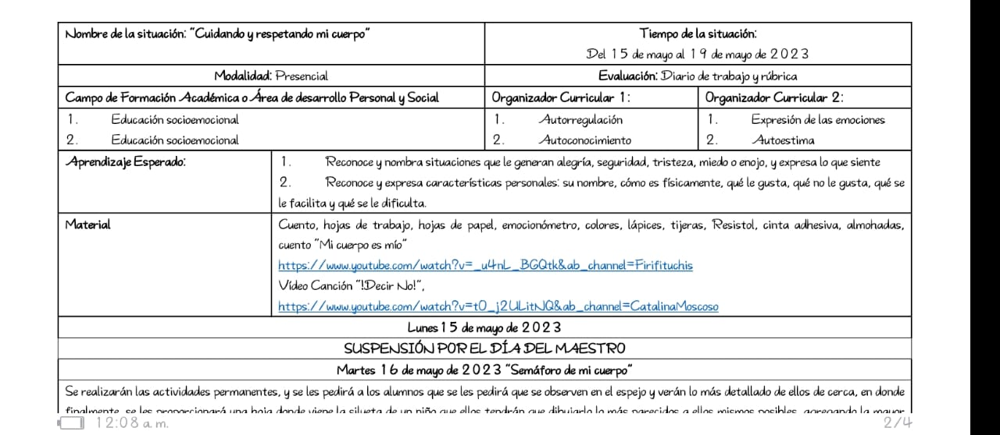 Nombre de la situación: "Cuidando y respetando mi cuerpo"
Tiempo de la situación:
Del 15 de mayo al 19 de mayo de 2023
Modalidad: Presencial
Evaluación: Diario de trabajo y rúbrica
Campo de Formación Académica o Área de desarrollo Personal y Social
Organizador Curricular 1:
Organizador Curricular 2:
1. Educación socioemocional
2. Educación socioemocional
1. Autorregulación
2. Autoconocimiento
1. Expresión de las emociones
2. Autoestima
Aprendizaje Esperado:
1. Reconoce y nombra situaciones que le generan alegría, seguridad, tristeza, miedo o enojo, y expresa lo que siente
2. Reconoce y expresa características personales: su nombre, cómo es físicamente, qué le gusta, qué no le gusta, qué se
le facilita y qué se le dificulta.
Material
Cuento, hojas de trabajo, hojas de papel, emocionómetro, colores, lápices, tijeras, Resistol, cinta adhesiva, almohadas,
cuento "Mi cuerpo es mío"
https://www.youtube.com/watch?v=_u4nL_BGQtk&ab_channel=Firifituchis
Vídeo Canción "!Decir No!",
https://www.youtube.com/watch?v=tO_j2ULitNQ&ab_channel=CatalinaMoscoso
Lunes 15 de mayo de 2023
SUSPENSIÓN POR EL DÍA DEL MAESTRO
Martes 16 de mayo de 2023 "Semáforo de mi cuerpo"
Se realizarán las actividades permanentes, y se les pedirá a los alumnos que se les pedirá que se observen en el espejo y verán lo más detallado de ellos de cerca, en donde
finalmente, se les proporcionará una hoja donde viene la silueta de un niño que ellos tendrán que dibujarlo lo más parecidos a ellos mismos posibles, agregando la mayor
12:08 a.m.
2/4